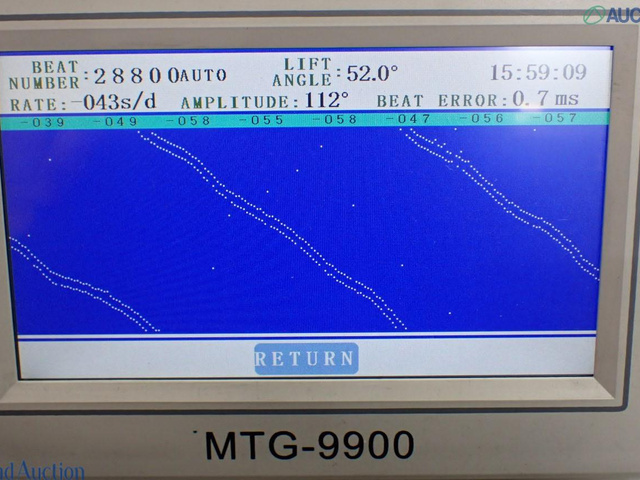 AUC
BEAT NUMBER:28800AUTO LIFT ANGLE:52.0° 15:59:09
RATE:-043s/d AMPLITUDE:112° BEAT ERROR:0.7ms
-039 -049 -058 -055 -058 -047 -056 -057
RETURN
MTG-9900
nd Auction